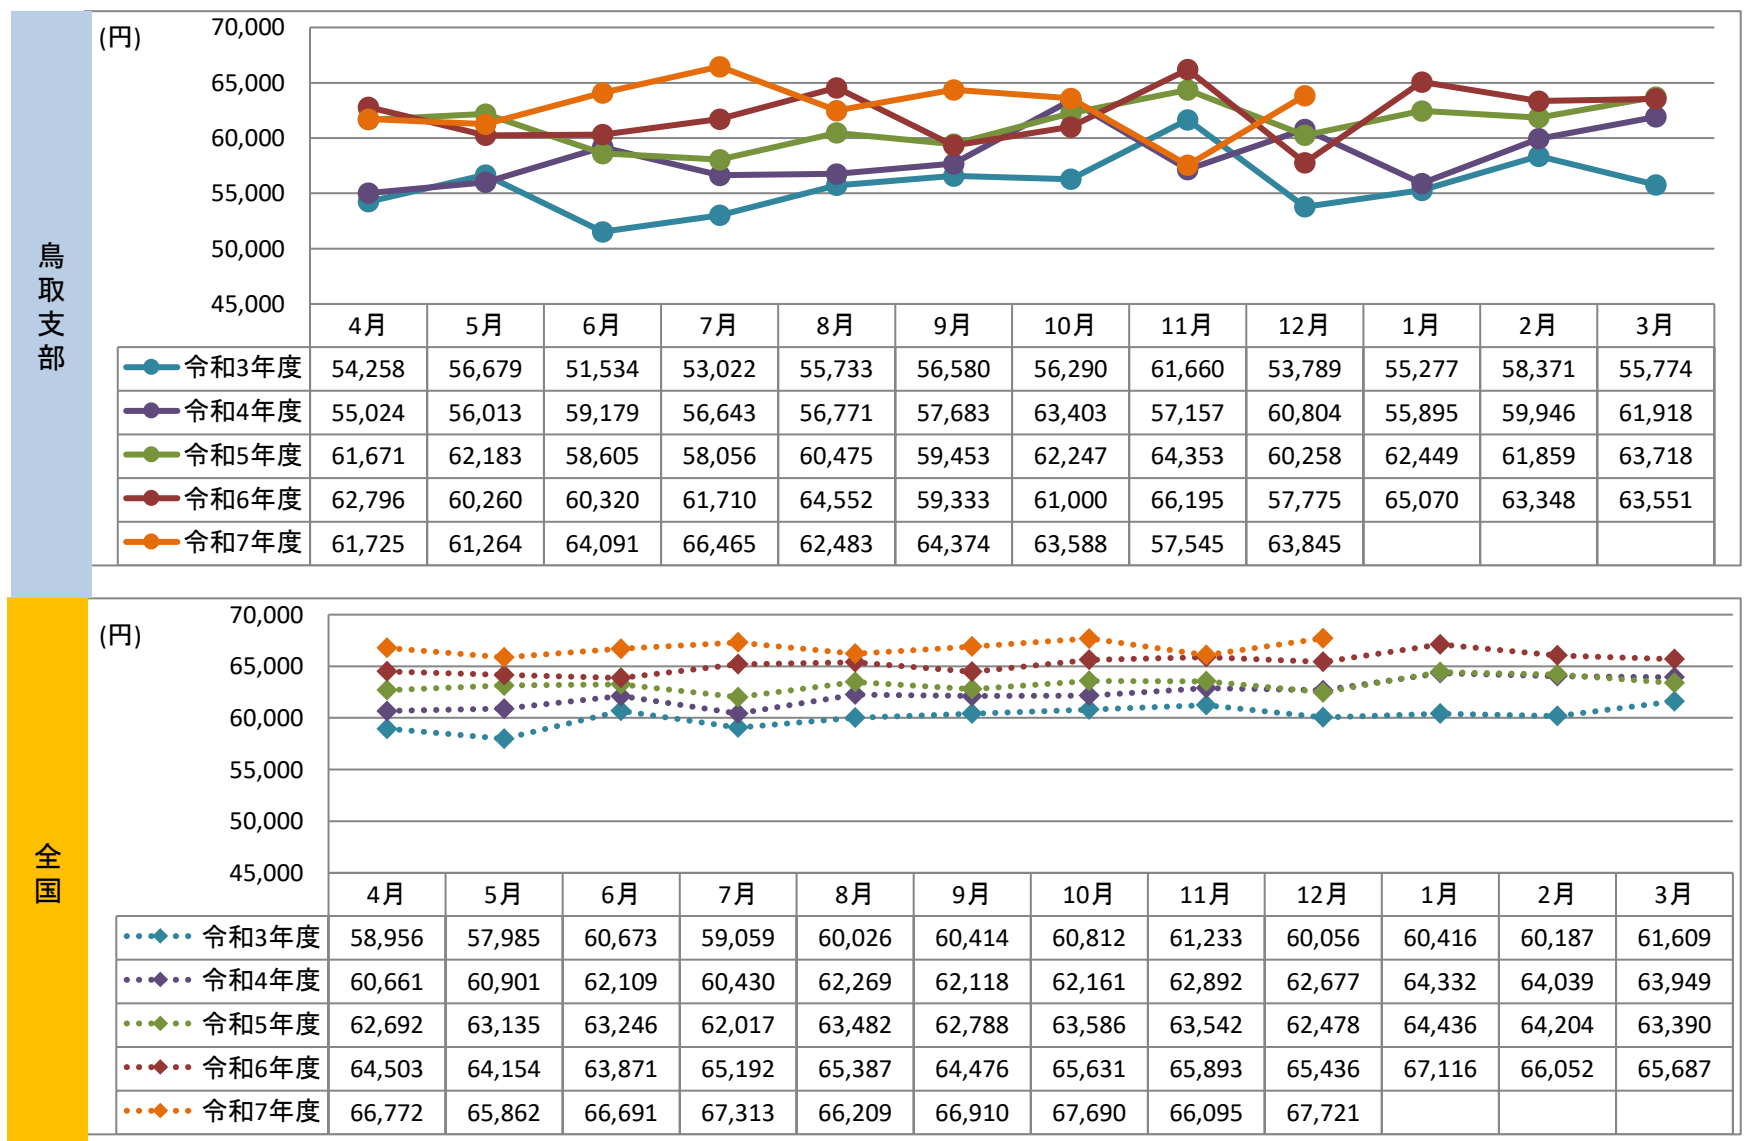 鳥取支部
(円)
70,000
65,000
60,000
55,000
50,000
45,000
4月 5月 6月 7月 8月 9月 10月 11月 12月 1月 2月 3月
令和3年度 54,258 56,679 51,534 53,022 55,733 56,580 56,290 61,660 53,789 55,277 58,371 55,774
令和4年度 55,024 56,013 59,179 56,643 56,771 57,683 63,403 57,157 60,804 55,895 59,946 61,918
令和5年度 61,671 62,183 58,605 58,056 60,475 59,453 62,247 64,353 60,258 62,449 61,859 63,718
令和6年度 62,796 60,260 60,320 61,710 64,552 59,333 61,000 66,195 57,775 65,070 63,348 63,551
令和7年度 61,725 61,264 64,091 66,465 62,483 64,374 63,588 57,545 63,845
全国
(円)
70,000
65,000
60,000
55,000
50,000
45,000
4月 5月 6月 7月 8月 9月 10月 11月 12月 1月 2月 3月
令和3年度 58,956 57,985 60,673 59,059 60,026 60,414 60,812 61,233 60,056 60,416 60,187 61,609
令和4年度 60,661 60,901 62,109 60,430 62,269 62,118 62,161 62,892 62,677 64,332 64,039 63,949
令和5年度 62,692 63,135 63,246 62,017 63,482 62,788 63,586 63,542 62,478 64,436 64,204 63,390
令和6年度 64,503 64,154 63,871 65,192 65,387 64,476 65,631 65,893 65,436 67,116 66,052 65,687
令和7年度 66,772 65,862 66,691 67,313 66,209 66,910 67,690 66,095 67,721